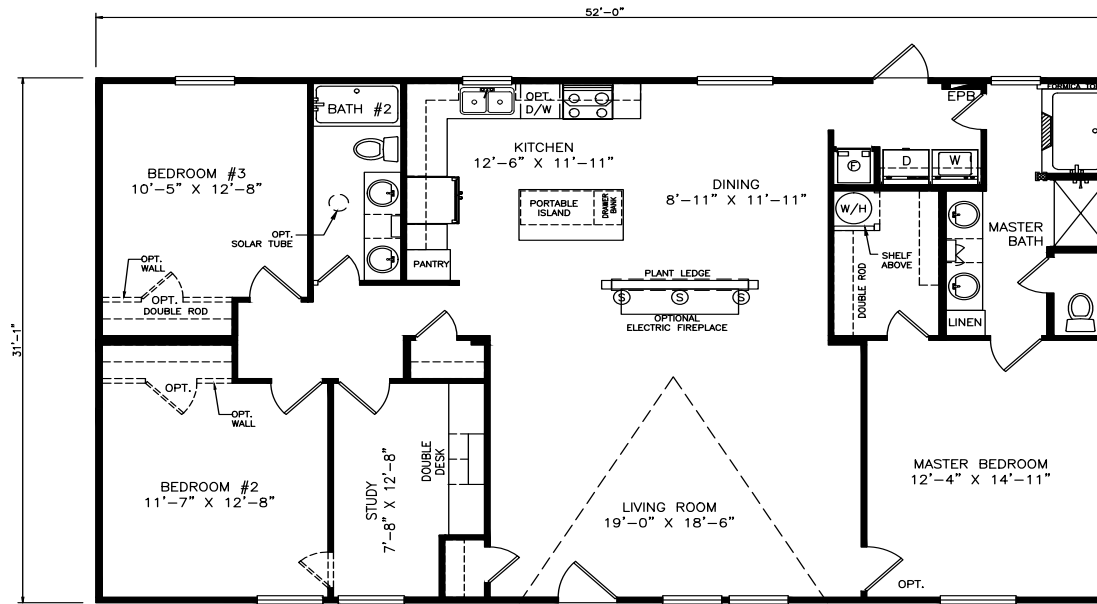 52'-0"
31'-1"
BEDROOM #3
10'-5" X 12'-8"
BATH #2
OPT.
SOLAR TUBE
OPT.
WALL
OPT.
DOUBLE ROD
OPT.
D/W
KITCHEN
12'-6" X 11'-11"
PORTABLE
ISLAND
DRAWER
BANK
PANTRY
DINING
8'-11" X 11'-11"
PLANT LEDGE
S
S
S
OPTIONAL
ELECTRIC FIREPLACE
EPB
F
D
W
W/H
SHELF
ABOVE
DOUBLE ROD
FORMICA TOP
MASTER
BATH
LINEN
OPT.
OPT.
WALL
BEDROOM #2
11'-7" X 12'-8"
STUDY
7'-8" X 12'-8"
DOUBLE
DESK
LIVING ROOM
19'-0" X 18'-6"
MASTER BEDROOM
12'-4" X 14'-11"
OPT.